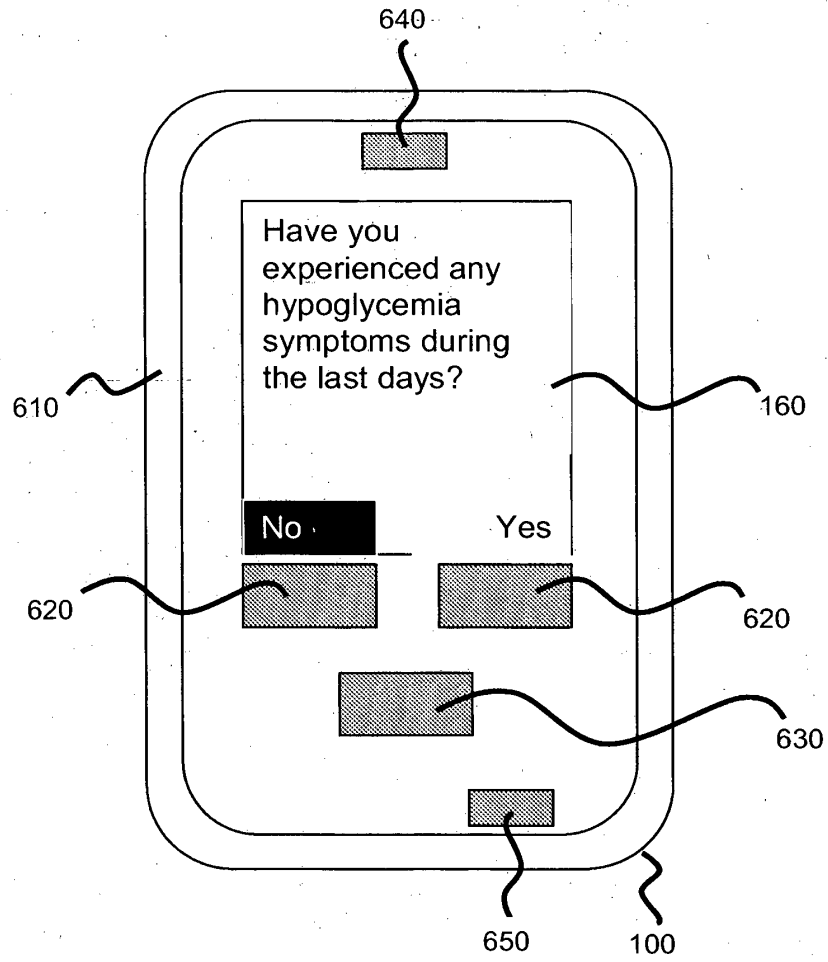 640
Have you
experienced any
hypoglycemia
symptoms during
the last days?
610
160
No Yes
620
620
630
650
100